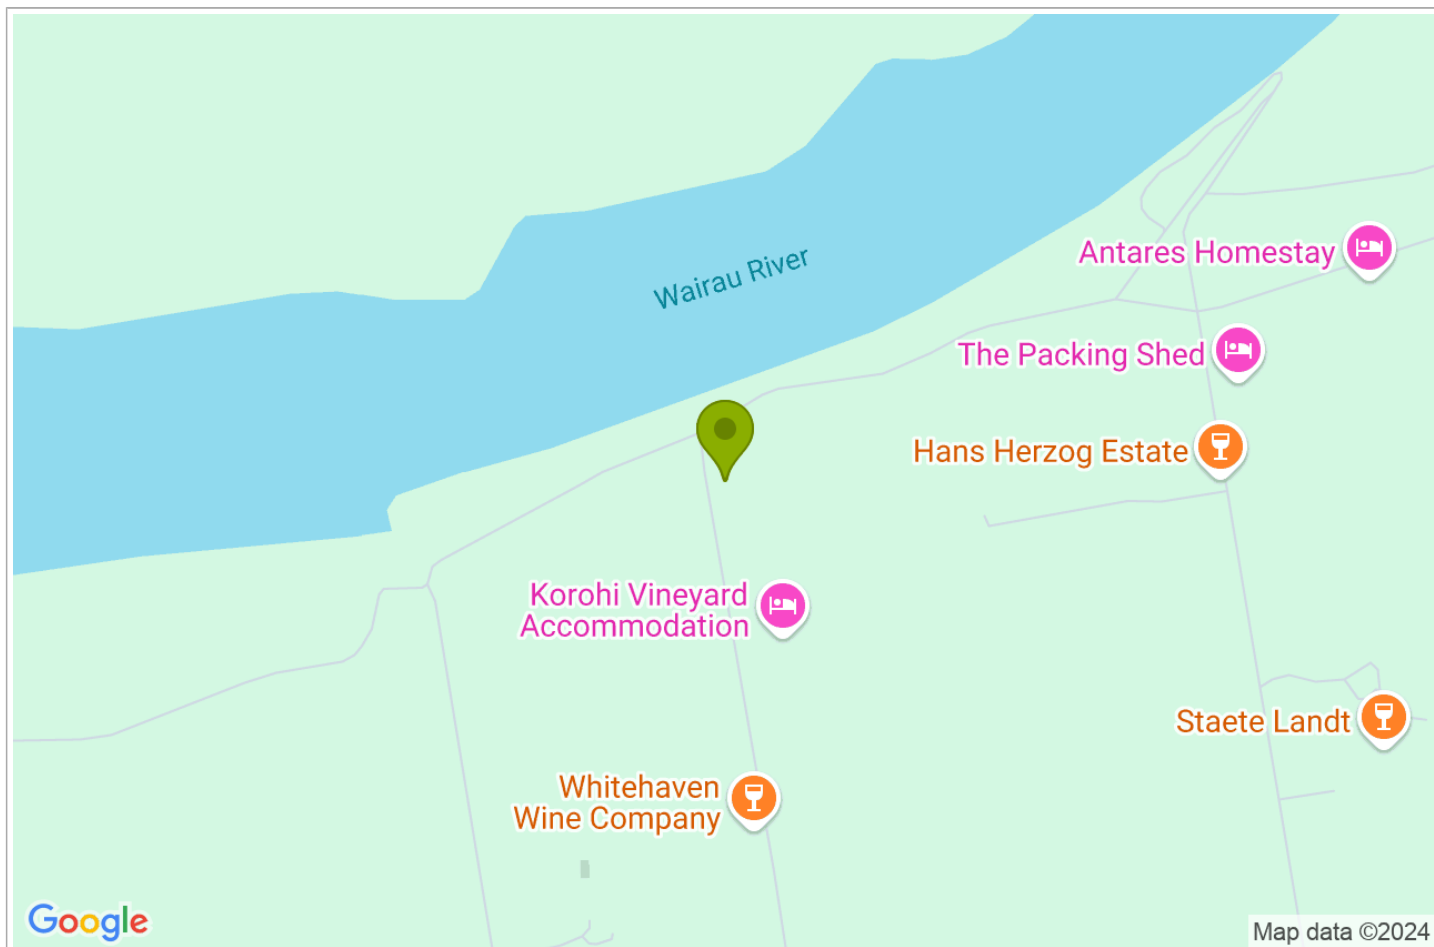 Wairau River
Antares Homestay
The Packing Shed
Hans Herzog Estate
Korohi Vineyard
Accommodation
Staete Landt
Whitehaven
Wine Company
Google
Map data ©2024